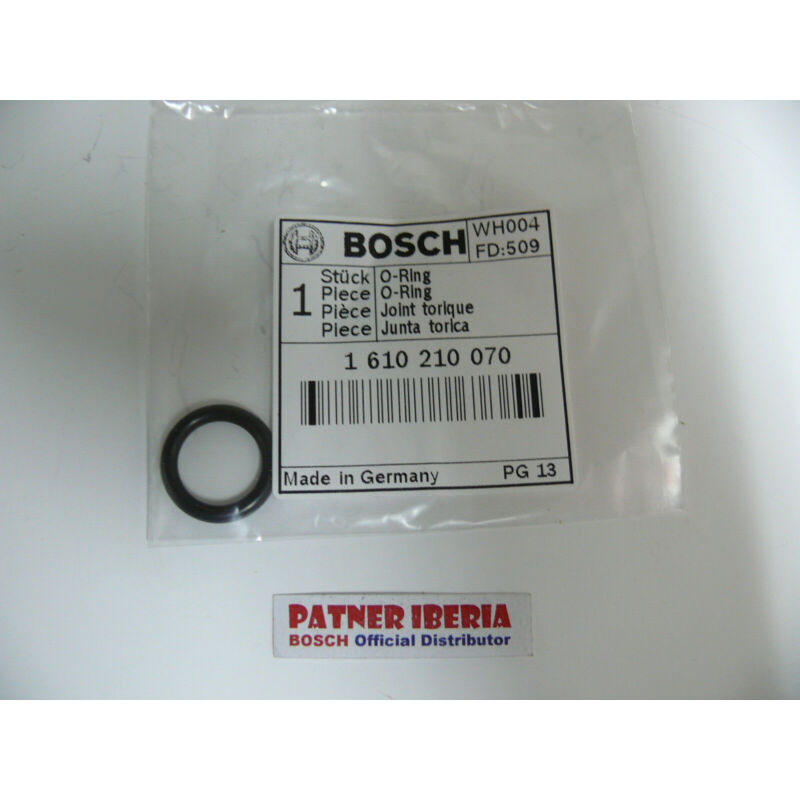 BOSCH
WH004
FD:509
1
Stück O-Ring
Piece O-Ring
Pièce Joint torique
Piece Junta torica
1 610 210 070
Made in Germany PG 13
PATNER IBERIA
BOSCH Official Distributor